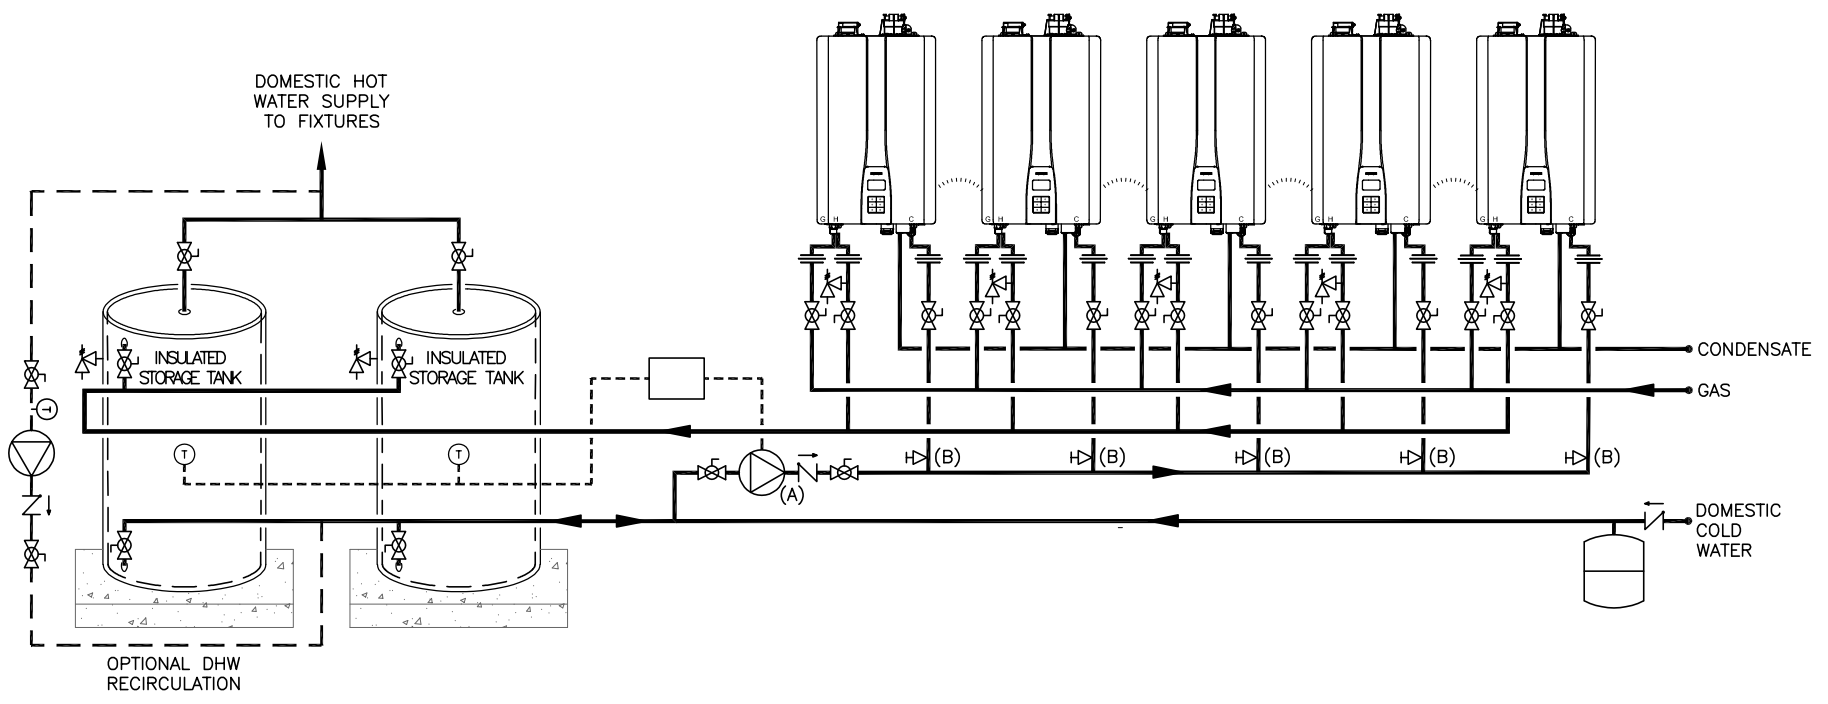 DOMESTIC HOT
WATER SUPPLY
TO FIXTURES
G H C
G H C
G H C
G H C
G H C
INSULATED
STORAGE TANK
INSULATED
STORAGE TANK
CONDENSATE
GAS
T
T
T
(B)
(B)
(B)
(B)
(B)
(A)
DOMESTIC
COLD
WATER
OPTIONAL DHW
RECIRCULATION